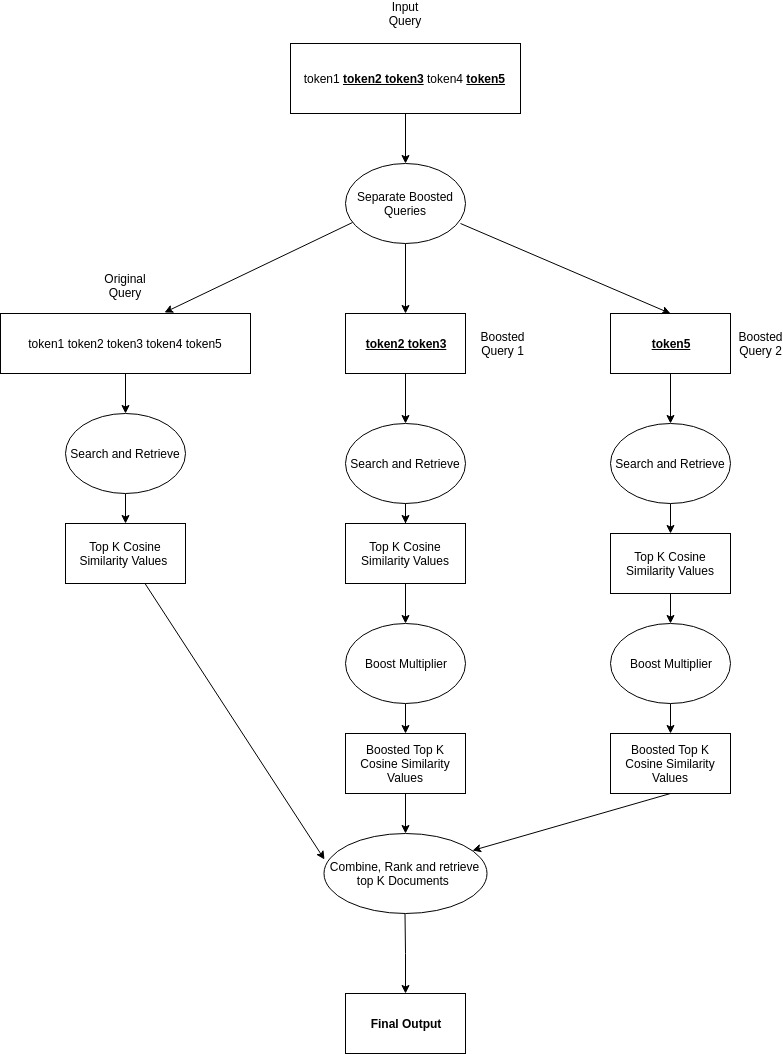 Input
Query
token1 token2 token3 token4 token5
Separate Boosted
Queries
Original
Query
token1 token2 token3 token4 token5
token2 token3
Boosted
Query 1
token5
Boosted
Query 2
Search and Retrieve
Search and Retrieve
Search and Retrieve
Top K Cosine
Similarity Values
Top K Cosine
Similarity Values
Top K Cosine
Similarity Values
Boost Multiplier
Boost Multiplier
Boosted Top K
Cosine Similarity
Values
Boosted Top K
Cosine Similarity
Values
Combine, Rank and retrieve
top K Documents
Final Output